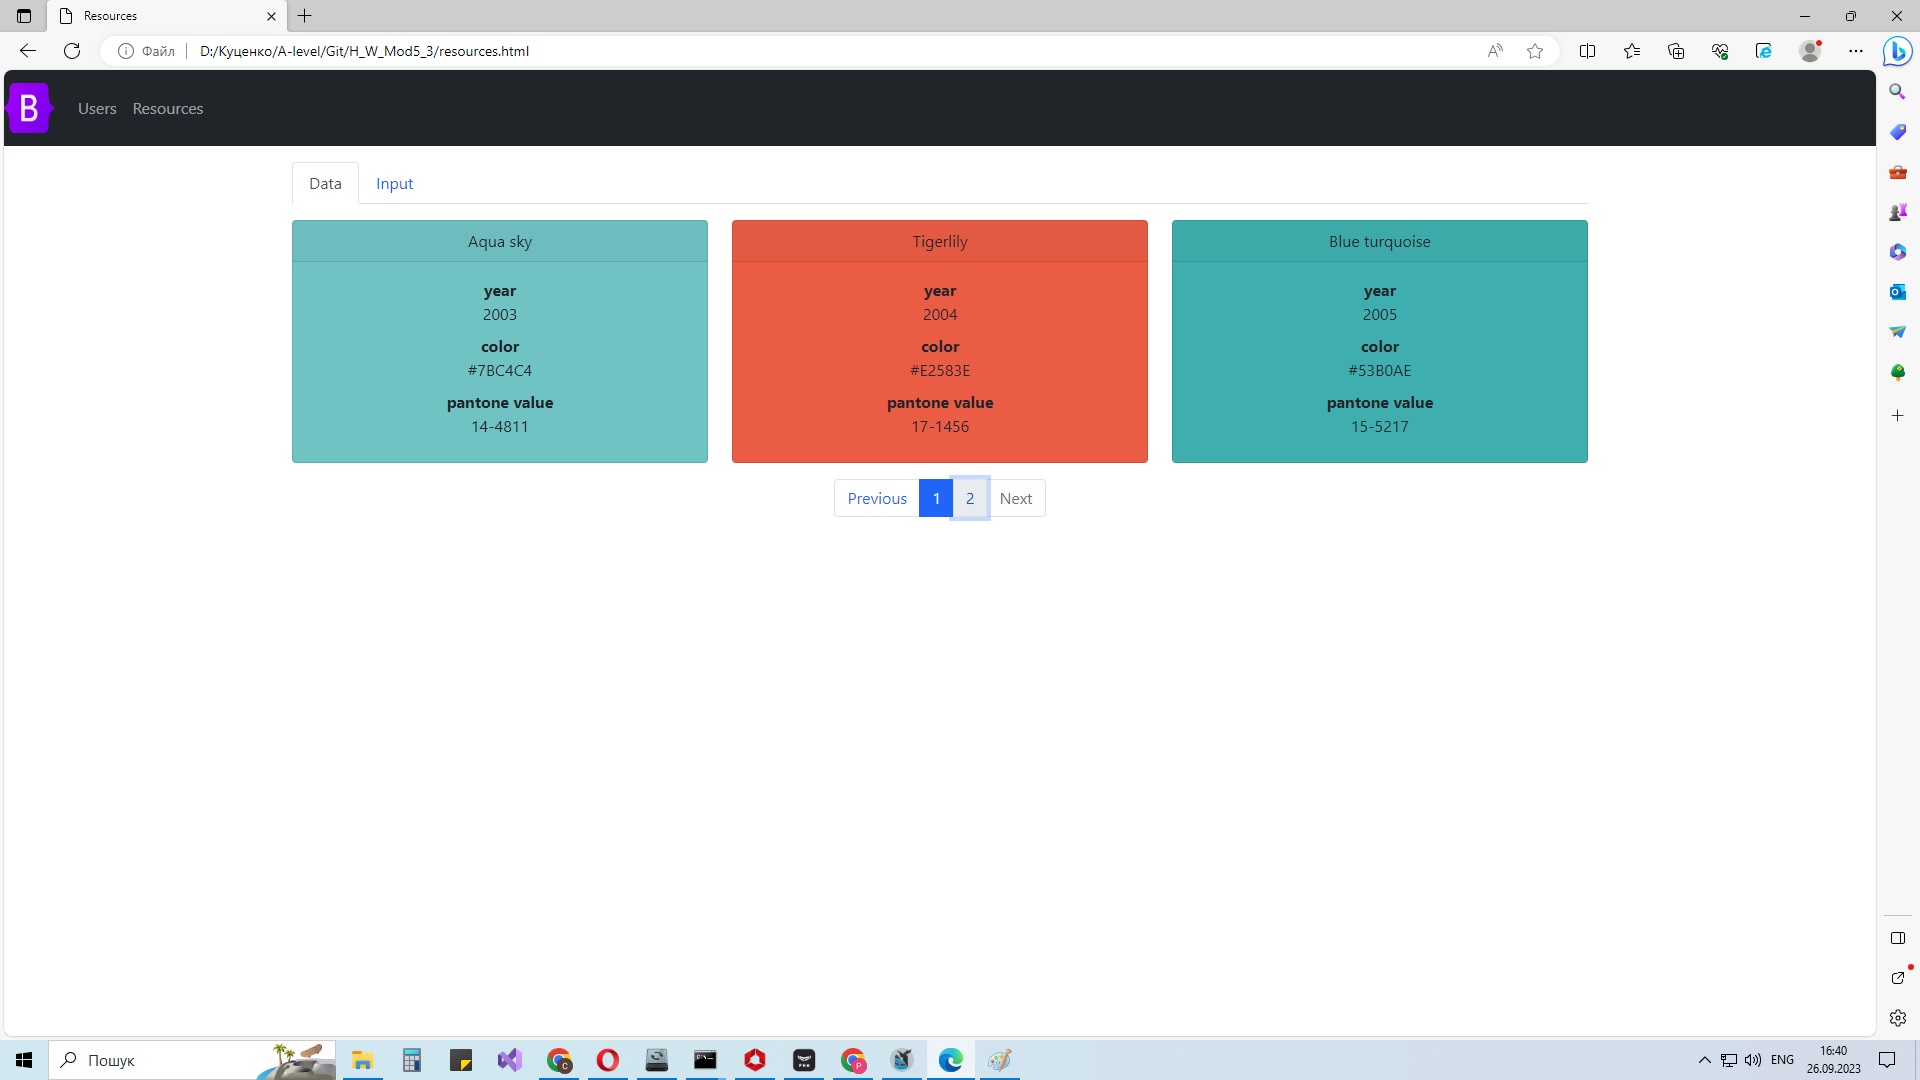 Resources
Файл D:/Куценко/A-level/Git/H_W_Mod5_3/resources.html
B Users Resources
Data Input
Aqua sky
year
2003
color
#7BC4C4
pantone value
14-4811
Tigerlily
year
2004
color
#E2583E
pantone value
17-1456
Blue turquoise
year
2005
color
#53B0AE
pantone value
15-5217
Previous 1 2 Next
Пошук
ENG
16:40
26.09.2023